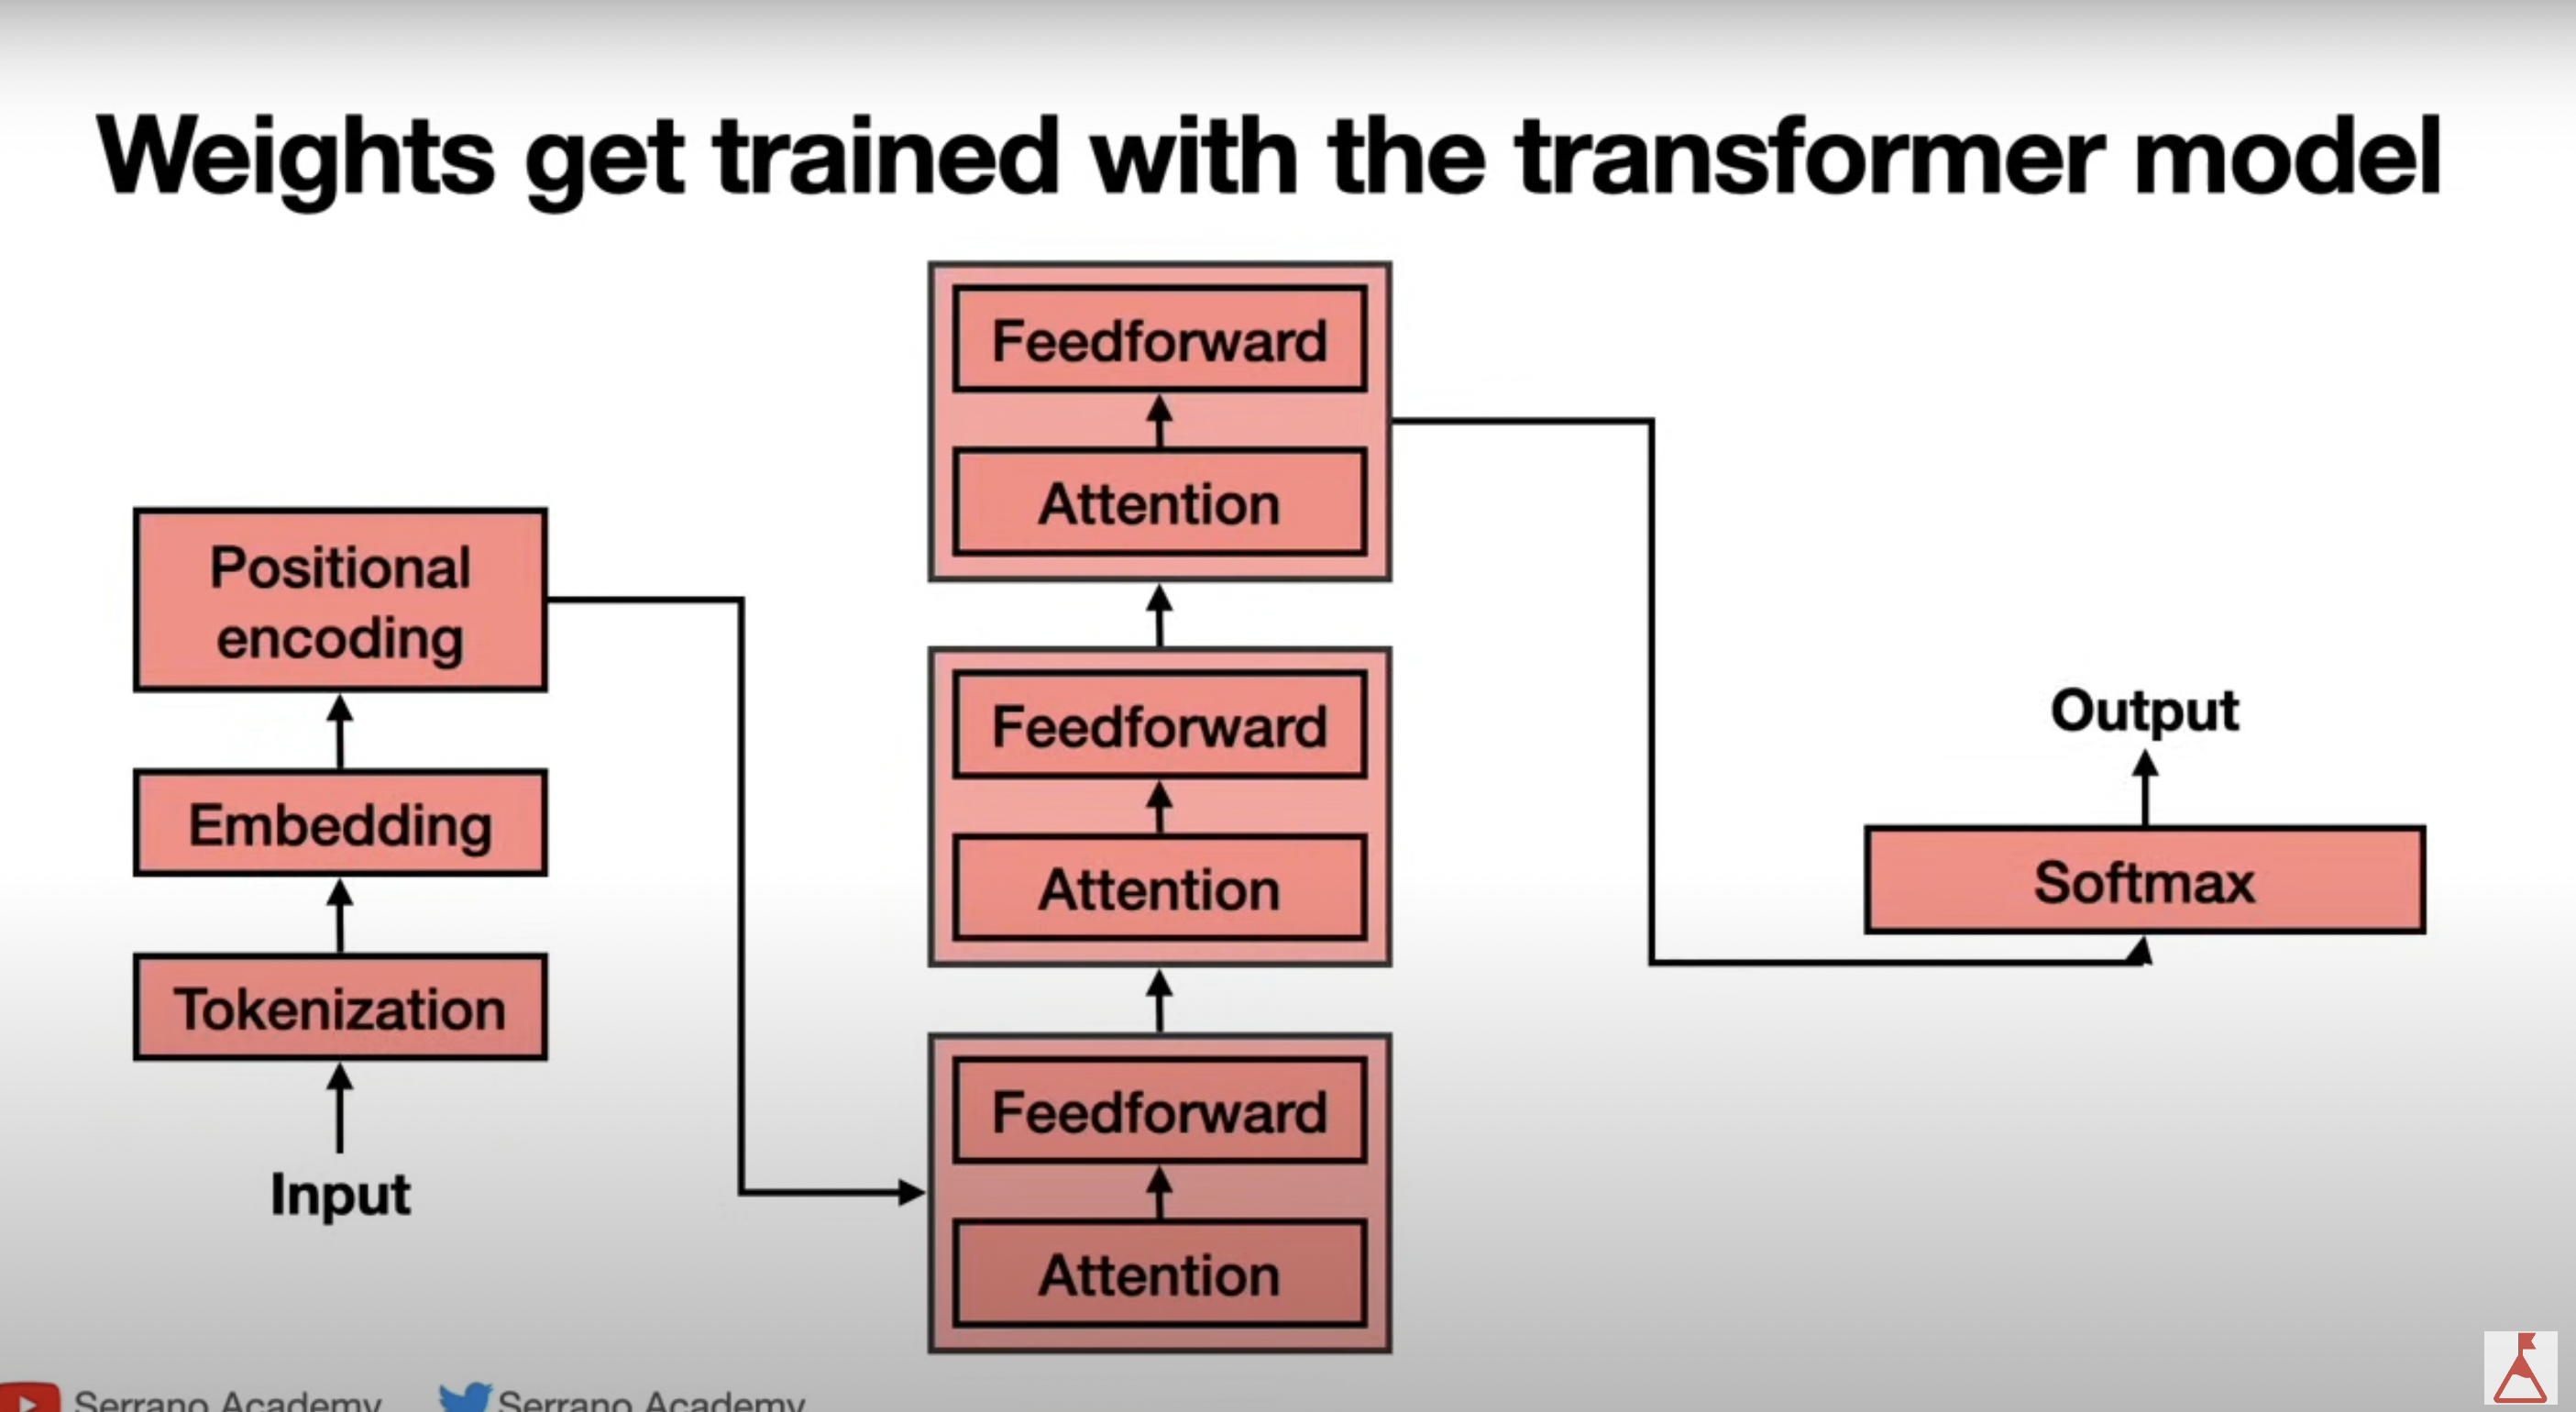 Weights get trained with the transformer model
Positional
encoding
Embedding
Tokenization
Input
Feedforward
Attention
Feedforward
Attention
Feedforward
Attention
Output
Softmax
Serrano Academy
Serrano Academy